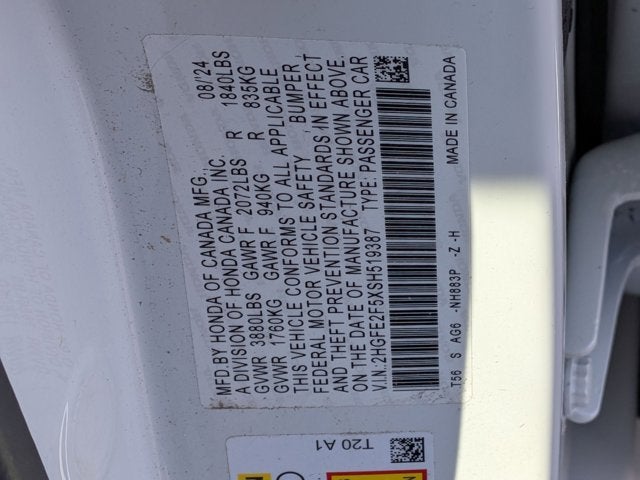 MFD.BY HONDA OF CANADA MFG., 08/'24
A DIVISION OF HONDA CANADA INC.
GVWR 3880LBS GAWR F 2072LBS R 1840LBS
GVWR 1760KG GAWR F 940KG R 835KG
THIS VEHICLE CONFORMS TO ALL APPLICABLE
FEDERAL MOTOR VEHICLE SAFETY , BUMPER ,
AND THEFT PREVENTION STANDARDS IN EFFECT
ON THE DATE OF MANUFACTURE SHOWN ABOVE.
V.I.N.:2HGFE2F5XSH519387 TYPE: PASSENGER CAR
T56 S AG6 -NH883P -Z -H MADE IN CANADA
T20 A1